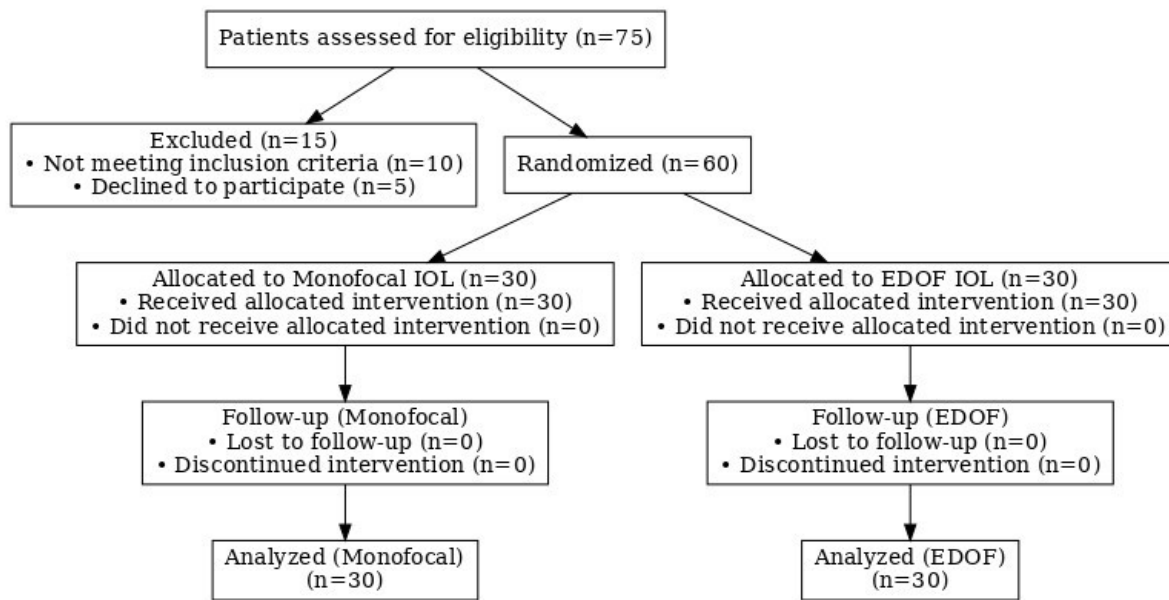 Patients assessed for eligibility (n=75)
Excluded (n=15)
• Not meeting inclusion criteria (n=10)
• Declined to participate (n=5)
Randomized (n=60)
Allocated to Monofocal IOL (n=30)
• Received allocated intervention (n=30)
• Did not receive allocated intervention (n=0)
Allocated to EDOF IOL (n=30)
• Received allocated intervention (n=30)
• Did not receive allocated intervention (n=0)
Follow-up (Monofocal)
• Lost to follow-up (n=0)
• Discontinued intervention (n=0)
Follow-up (EDOF)
• Lost to follow-up (n=0)
• Discontinued intervention (n=0)
Analyzed (Monofocal)
(n=30)
Analyzed (EDOF)
(n=30)